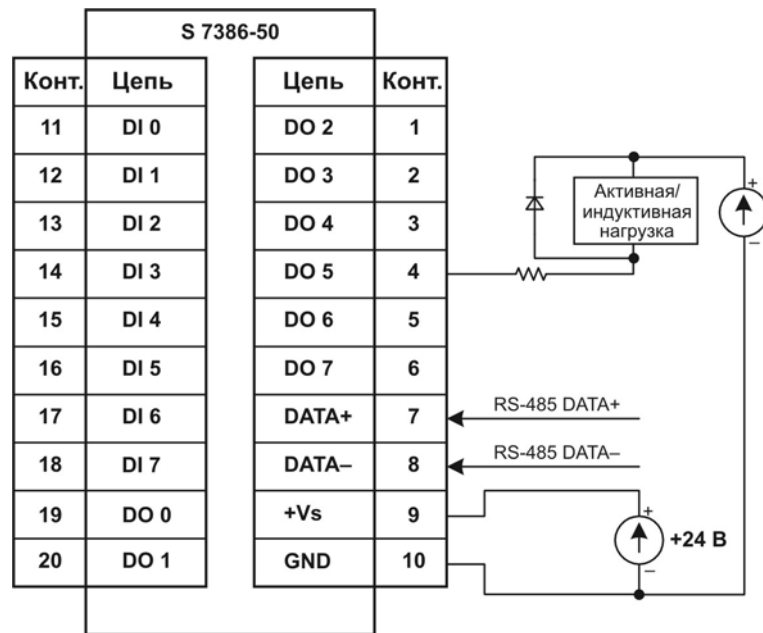 S 7386-50
Конт. Цепь Цепь Конт.
11 DI 0 DO 2 1
12 DI 1 DO 3 2
13 DI 2 DO 4 3
14 DI 3 DO 5 4
15 DI 4 DO 6 5
16 DI 5 DO 7 6
17 DI 6 DATA+ 7
18 DI 7 DATA– 8
19 DO 0 +Vs 9
20 DO 1 GND 10
Активная/
индуктивная
нагрузка
+
–
RS-485 DATA+
RS-485 DATA–
+
+24 В
–